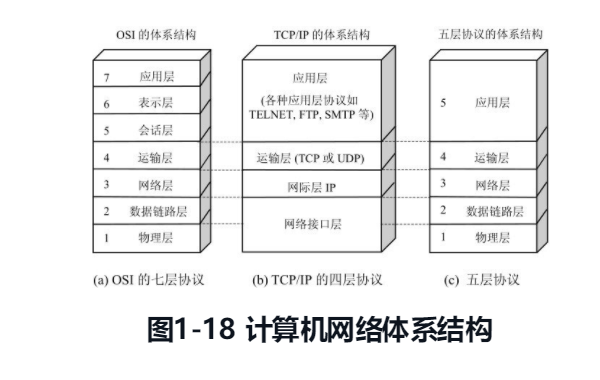 OSI 的体系结构
7 应用层
6 表示层
5 会话层
4 运输层
3 网络层
2 数据链路层
1 物理层
(a) OSI 的七层协议
TCP/IP 的体系结构
应用层
(各种应用层协议如
TELNET, FTP, SMTP 等)
运输层 (TCP 或 UDP)
网际层 IP
网络接口层
(b) TCP/IP 的四层协议
五层协议的体系结构
5 应用层
4 运输层
3 网络层
2 数据链路层
1 物理层
(c) 五层协议
图1-18 计算机网络体系结构